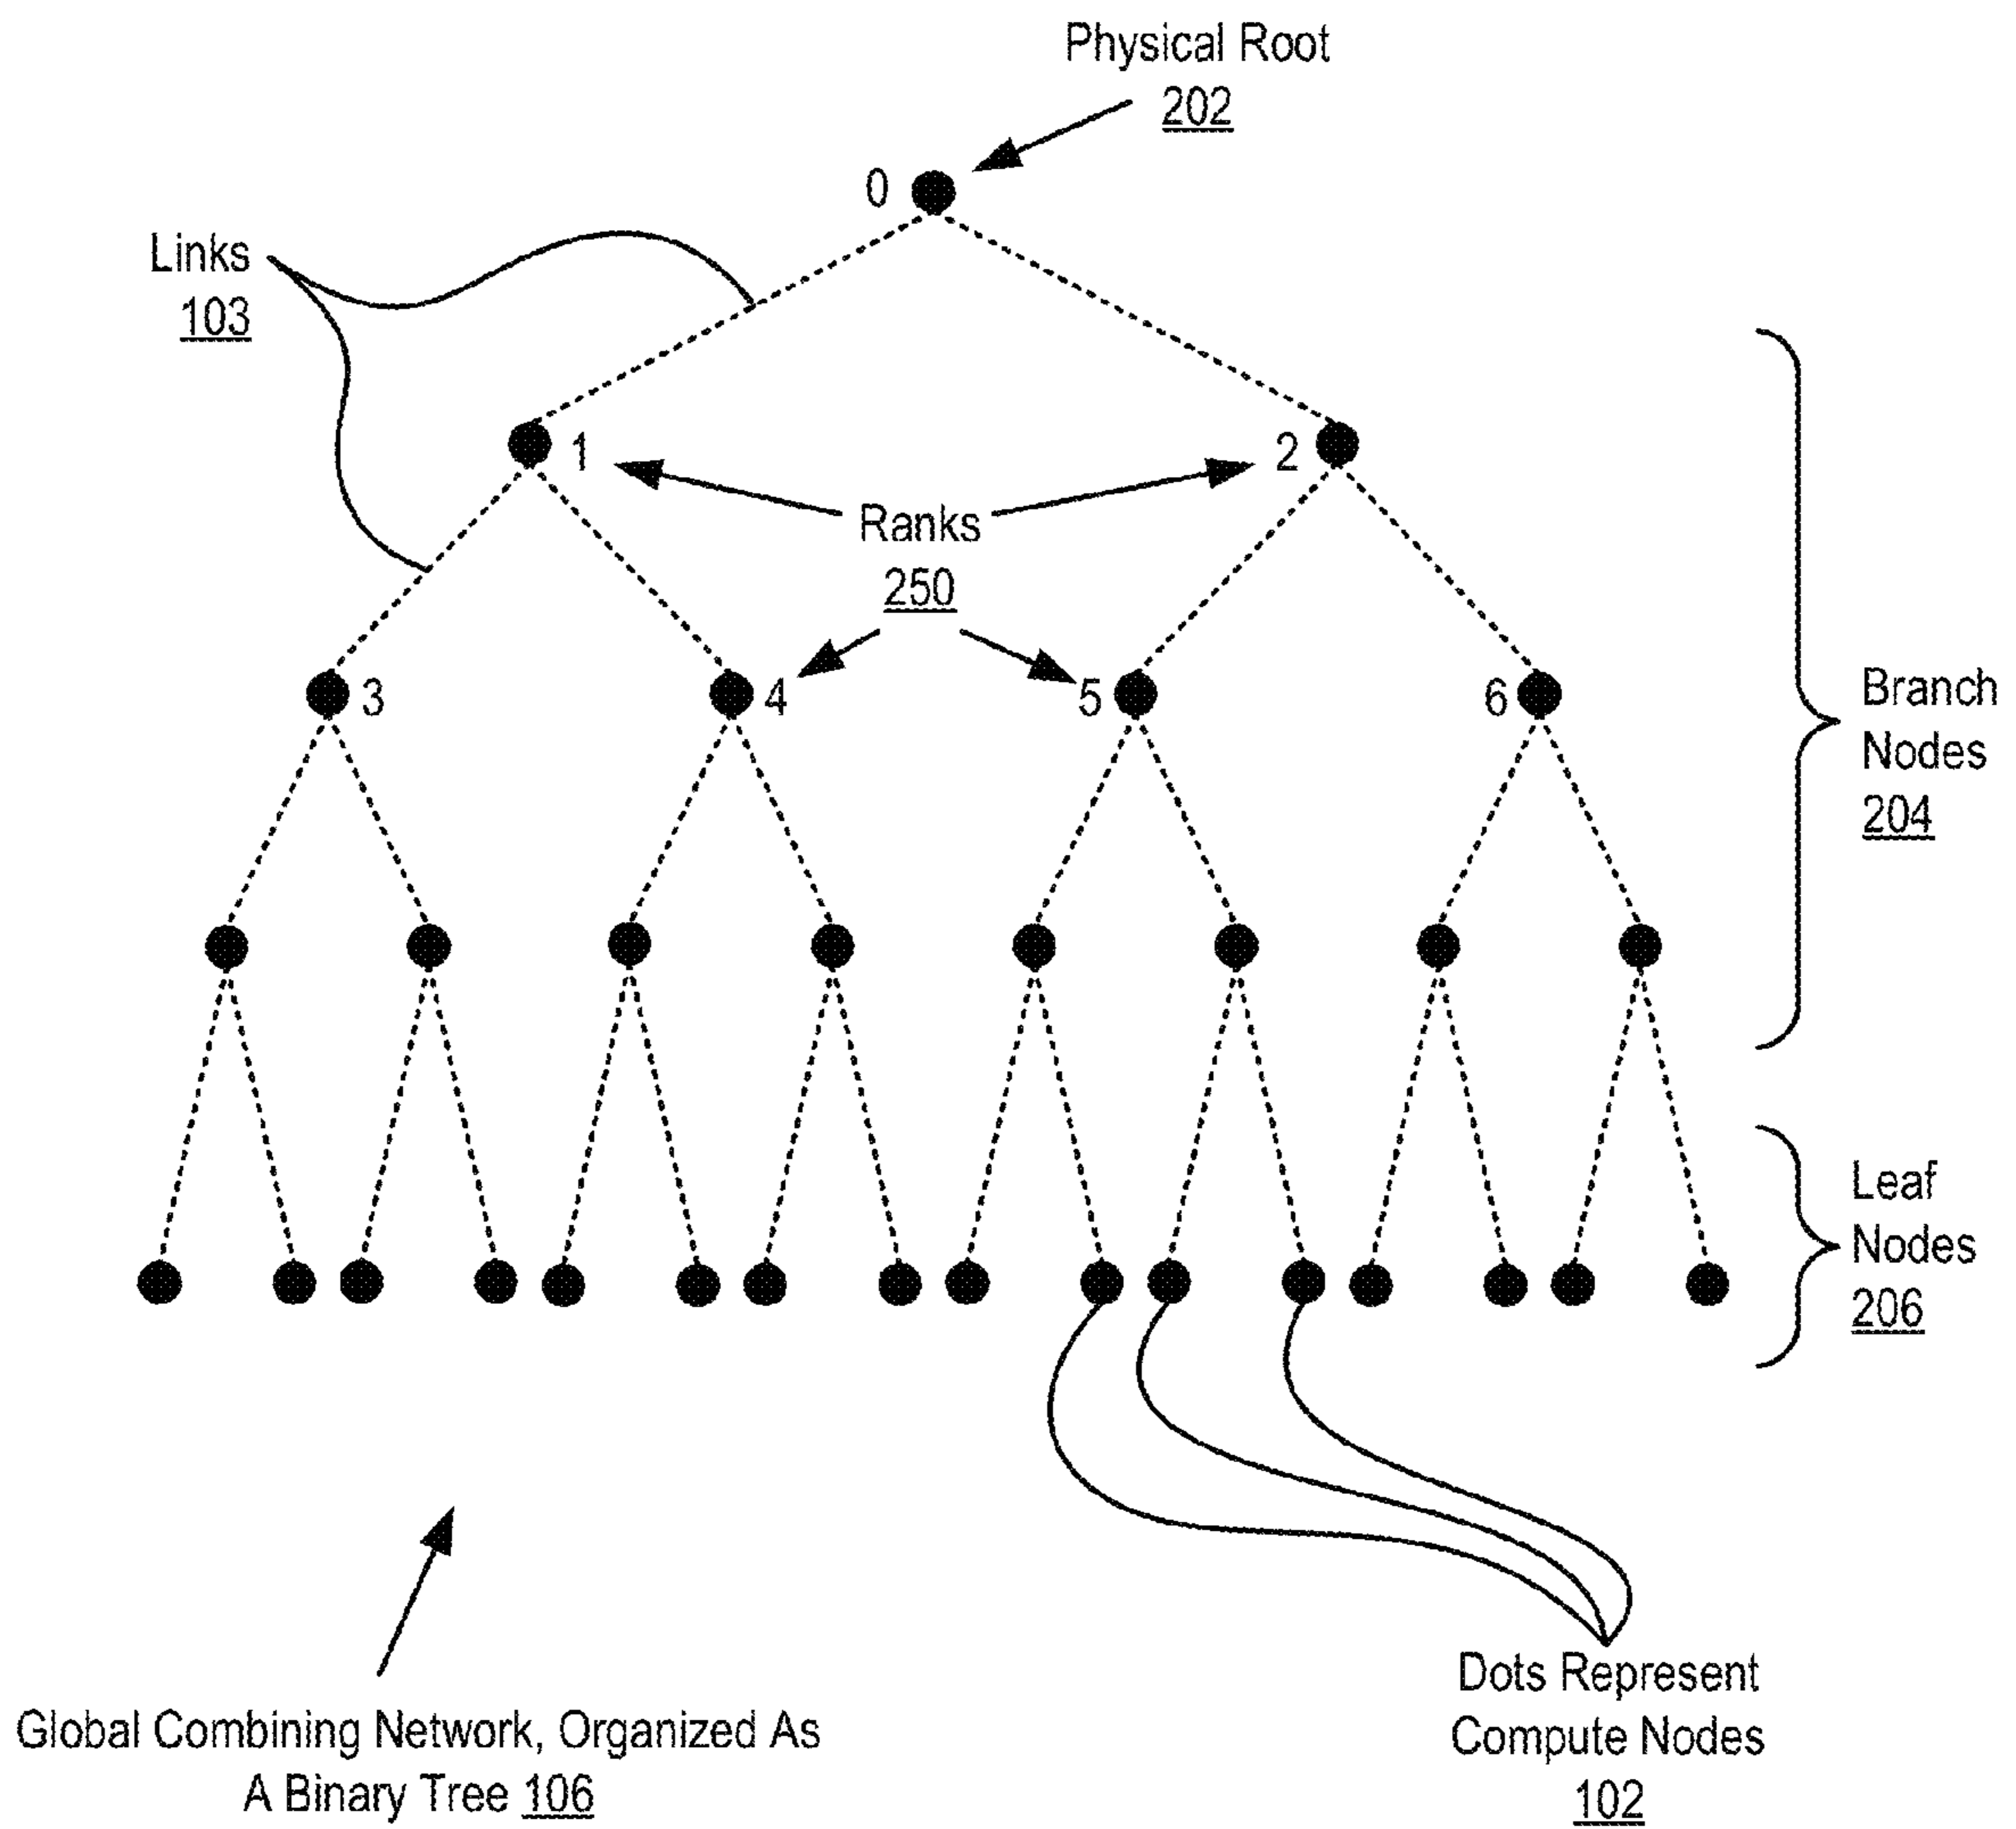 Physical Root
202
0
Links
103
1
2
Ranks
250
3
4
5
6
Branch
Nodes
204
Leaf
Nodes
206
Dots Represent
Compute Nodes
102
Global Combining Network, Organized As
A Binary Tree 106